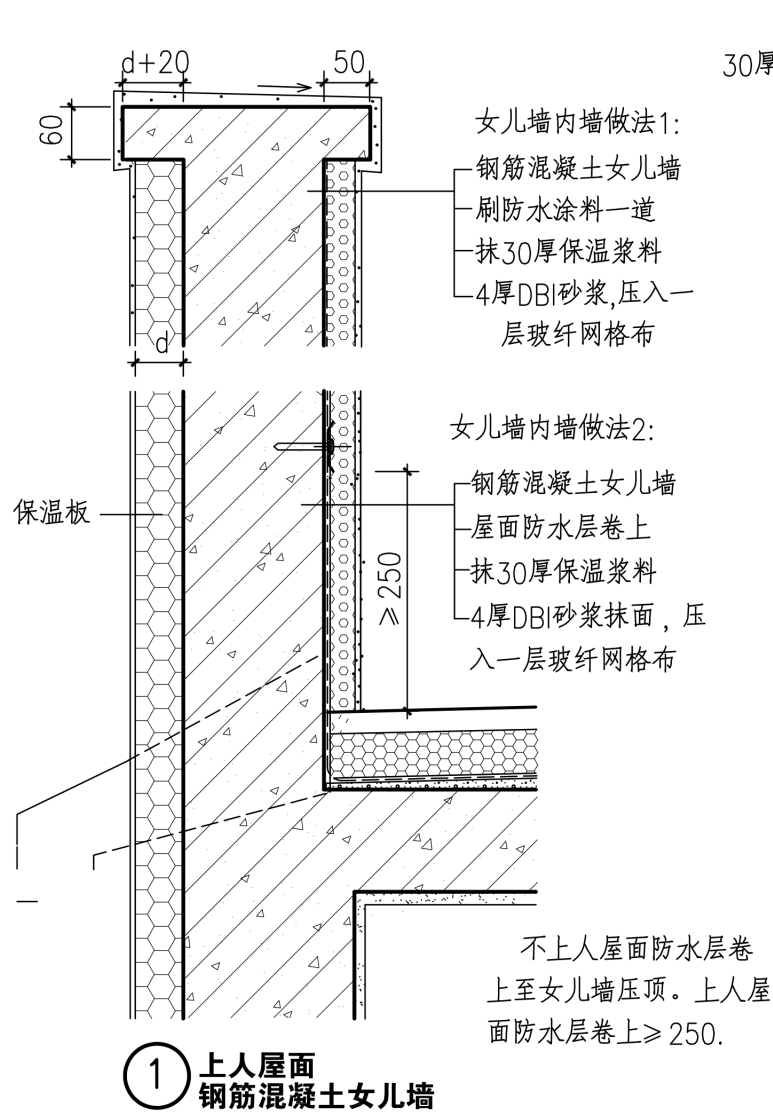 d+20
50
30厚
60
女儿墙内墙做法1:
钢筋混凝土女儿墙
刷防水涂料一道
抹30厚保温浆料
4厚DBI砂浆,压入一
层玻纤网格布
d
女儿墙内墙做法2:
钢筋混凝土女儿墙
屋面防水层卷上
抹30厚保温浆料
4厚DBI砂浆抹面，压
入一层玻纤网格布
保温板
≥250
不上人屋面防水层卷
上至女儿墙压顶。上人屋
面防水层卷上≥250.
1
上人屋面
钢筋混凝土女儿墙